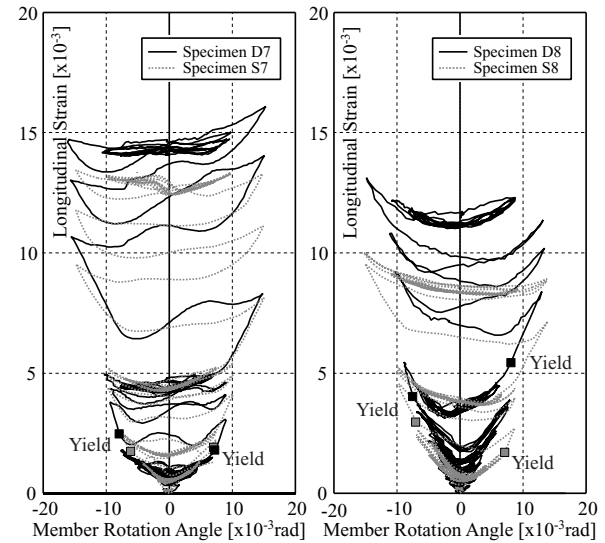 20
15
10
5
0
-20
-10
0
10
20
Longitudinal Strain [x10-3]
Specimen D7
Specimen S7
Yield
Yield
Member Rotation Angle [x10-3rad]
20
15
10
5
0
-20
-10
0
10
20
Longitudinal Strain [x10-3]
Specimen D8
Specimen S8
Yield
Yield
Yield
Member Rotation Angle [x10-3rad]